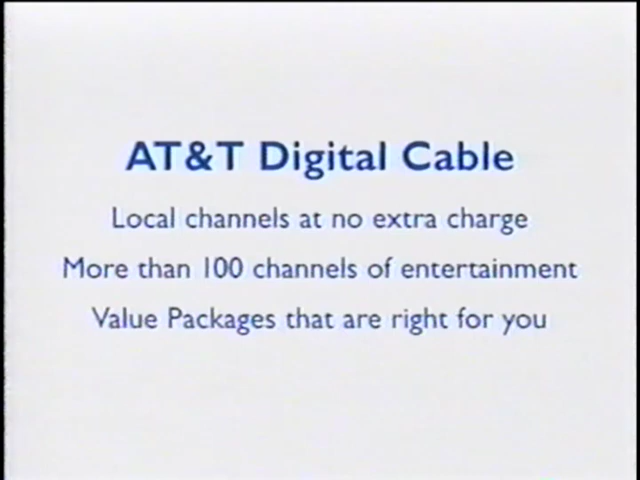 AT&T Digital Cable
Local channels at no extra charge
More than 100 channels of entertainment
Value Packages that are right for you